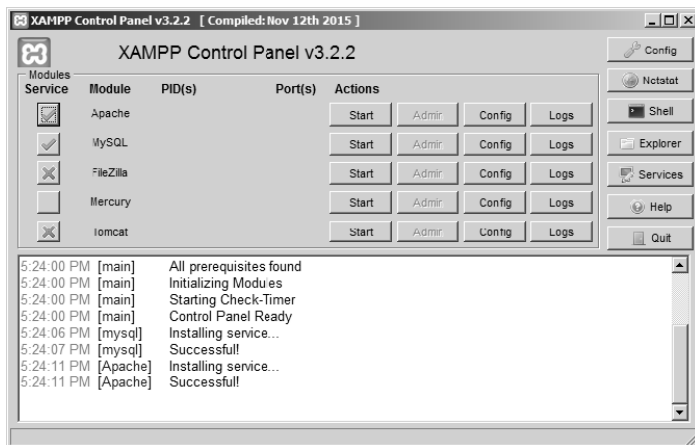 XAMPP Control Panel v3.2.2 [ Compiled: Nov 12th 2015 ]
XAMPP Control Panel v3.2.2
Config
Modules
Service Module PID(s) Port(s) Actions
Netstat
Apache Start Admin Config Logs
Shell
MySQL Start Admin Config Logs
Explorer
FileZilla Start Admin Config Logs
Services
Mercury Start Admin Config Logs
Help
Tomcat Start Admin Config Logs
Quit
5:24:00 PM [main] All prerequisites found
5:24:00 PM [main] Initializing Modules
5:24:00 PM [main] Starting Check-Timer
5:24:00 PM [main] Control Panel Ready
5:24:06 PM [mysql] Installing service...
5:24:07 PM [mysql] Successful!
5:24:11 PM [Apache] Installing service...
5:24:11 PM [Apache] Successful!